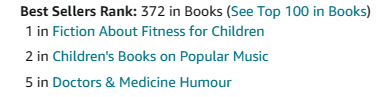 Best Sellers Rank: 372 in Books (See Top 100 in Books)
1 in Fiction About Fitness for Children
2 in Children's Books on Popular Music
5 in Doctors & Medicine Humour